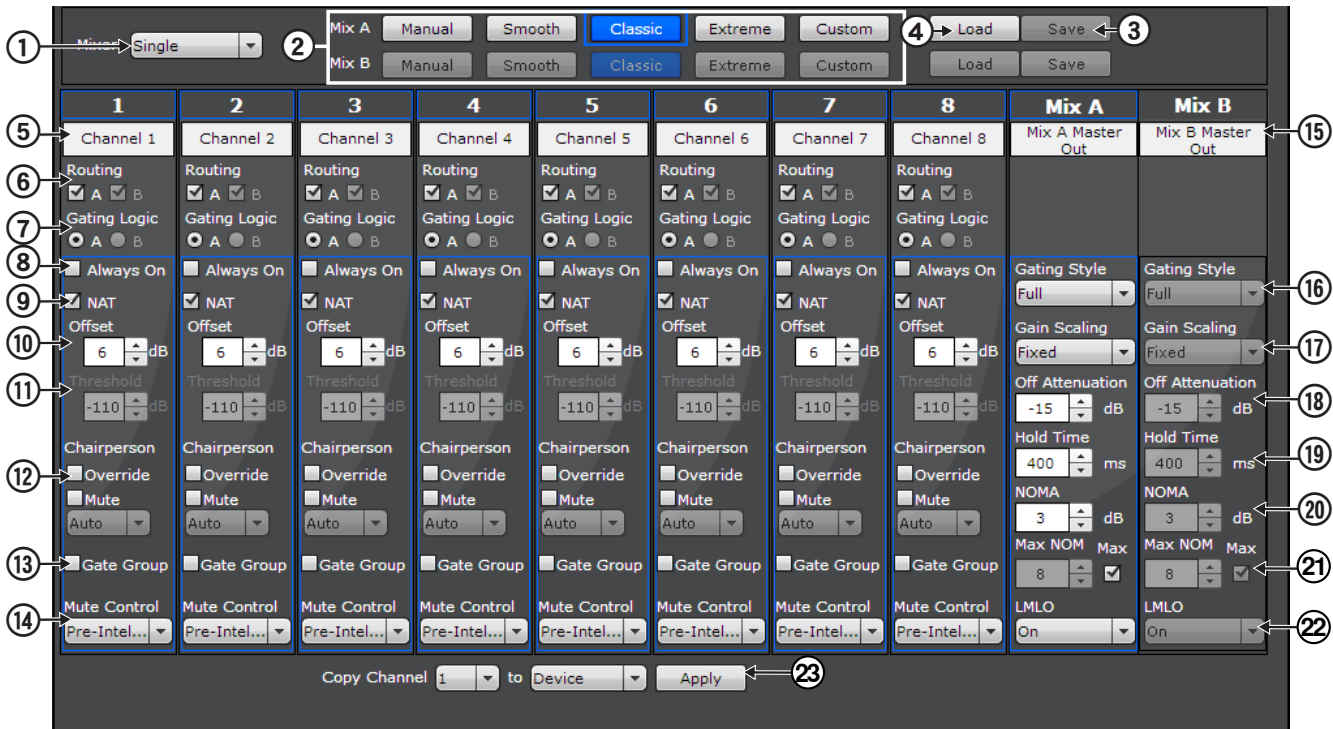 ① Mixer Single ② Mix A Manual Smooth Classic Extreme Custom ④ Load Save ③
Mix B Manual Smooth Classic Extreme Custom Load Save
1 2 3 4 5 6 7 8 Mix A Mix B
⑤ Channel 1 Channel 2 Channel 3 Channel 4 Channel 5 Channel 6 Channel 7 Channel 8 Mix A Master Out Mix B Master Out ⑮
Routing Routing Routing Routing Routing Routing Routing Routing
⑥ A B A B A B A B A B A B A B A B
⑦ Gating Logic Gating Logic Gating Logic Gating Logic Gating Logic Gating Logic Gating Logic Gating Logic
A B A B A B A B A B A B A B A B
⑧ Always On Always On Always On Always On Always On Always On Always On Always On Gating Style Gating Style
⑨ NAT NAT NAT NAT NAT NAT NAT NAT Full Full ⑯
Offset Offset Offset Offset Offset Offset Offset Offset Gain Scaling Gain Scaling
⑩ 6 dB 6 dB 6 dB 6 dB 6 dB 6 dB 6 dB 6 dB Fixed Fixed ⑰
⑪ Threshold Threshold Threshold Threshold Threshold Threshold Threshold Threshold Off Attenuation Off Attenuation
-110 dB -110 dB -110 dB -110 dB -110 dB -110 dB -110 dB -110 dB -15 dB -15 dB ⑱
Chairperson Chairperson Chairperson Chairperson Chairperson Chairperson Chairperson Chairperson Hold Time Hold Time
⑫ Override Override Override Override Override Override Override Override 400 ms 400 ms ⑲
Mute Mute Mute Mute Mute Mute Mute Mute NOMA NOMA
Auto Auto Auto Auto Auto Auto Auto Auto 3 dB 3 dB ⑳
⑬ Gate Group Gate Group Gate Group Gate Group Gate Group Gate Group Gate Group Gate Group Max NOM Max Max NOM Max
8 8 ㉑
Mute Control Mute Control Mute Control Mute Control Mute Control Mute Control Mute Control Mute Control LMLO LMLO
⑭ Pre-Intel... Pre-Intel... Pre-Intel... Pre-Intel... Pre-Intel... Pre-Intel... Pre-Intel... Pre-Intel... On On ㉒
Copy Channel 1 to Device Apply ㉓